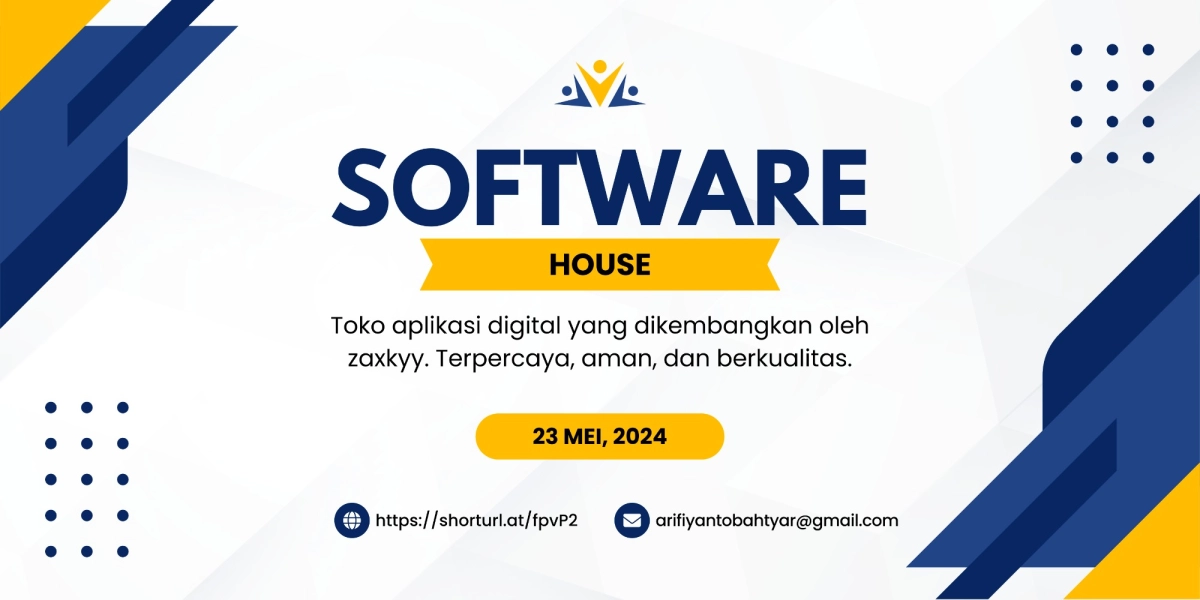 SOFTWARE
HOUSE
Toko aplikasi digital yang dikembangkan oleh
zaxkyy. Terpercaya, aman, dan berkualitas.
23 MEI, 2024
https://shorturl.at/fpvP2
arifiyantobahtyar@gmail.com